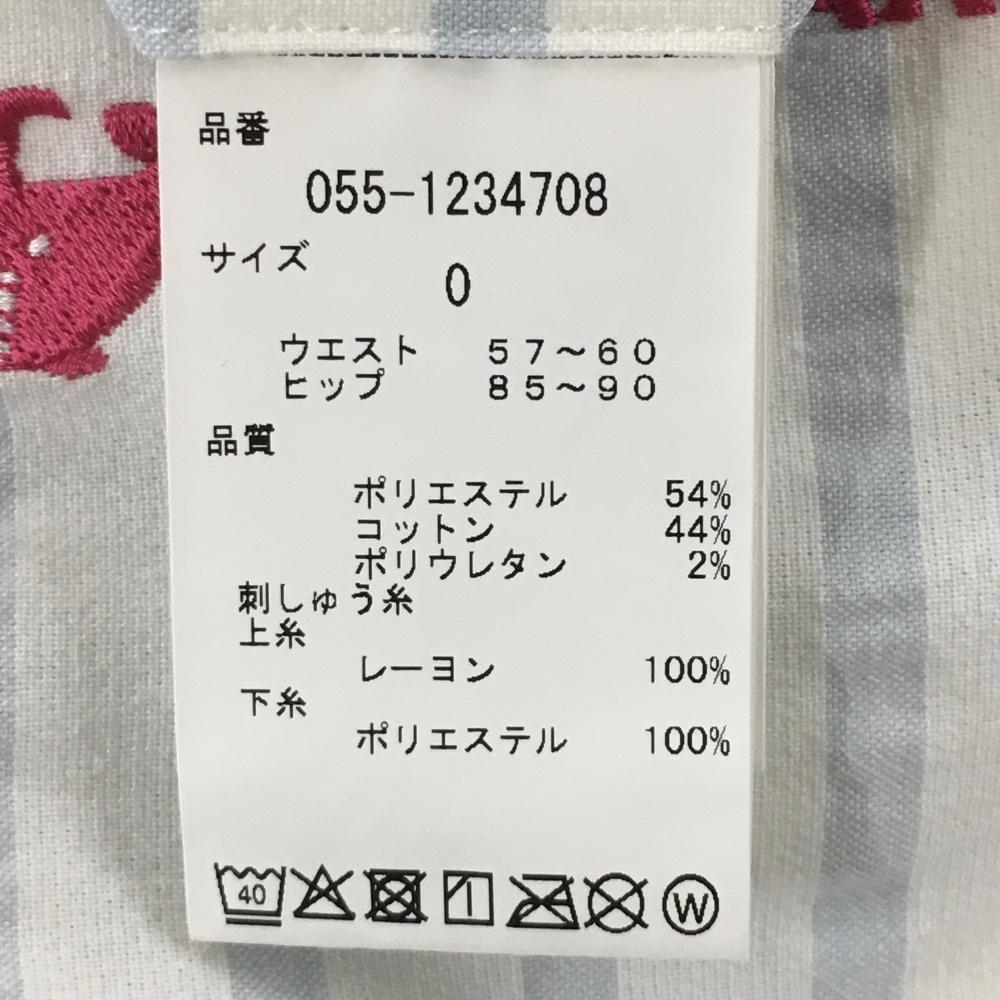 品番
055-1234708
サイズ
0
ウエスト 57～60
ヒップ 85～90
品質
ポリエステル 54%
コットン 44%
ポリウレタン 2%
刺しゅう糸
上糸
レーヨン 100%
下糸
ポリエステル 100%
40 W